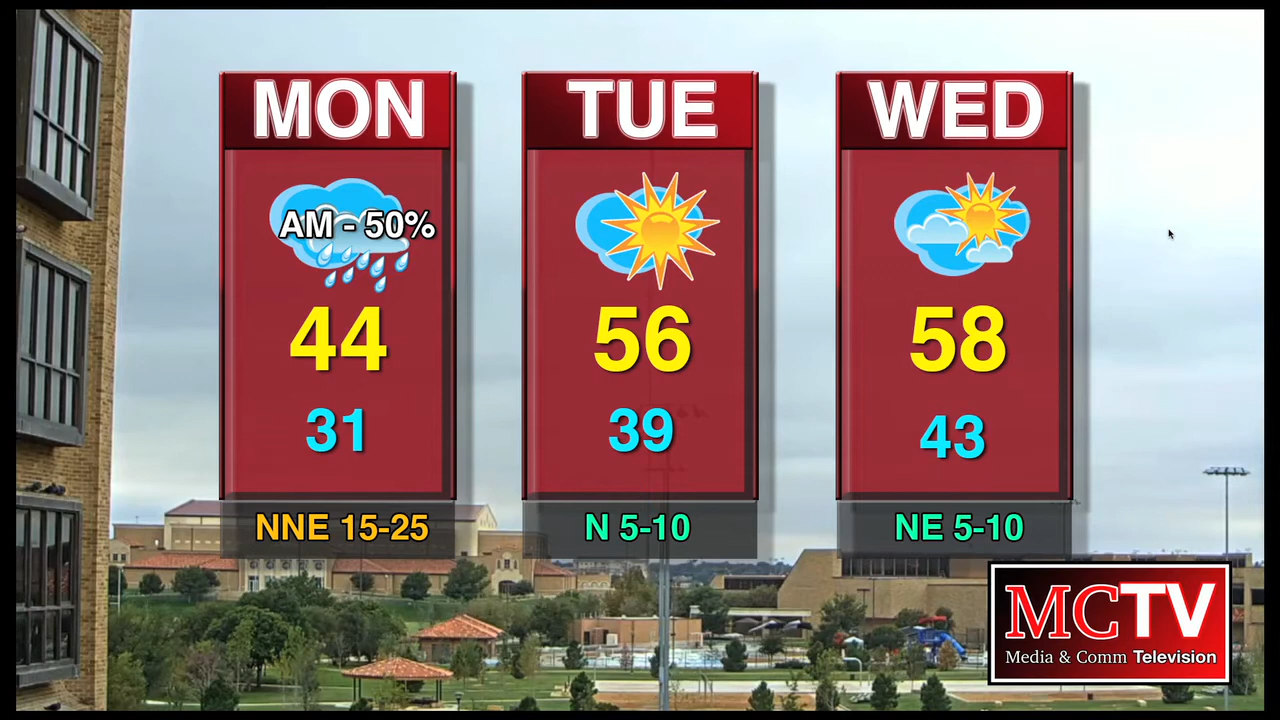 MON
AM - 50%
44
31
NNE 15-25
TUE
56
39
N 5-10
WED
58
43
NE 5-10
MCTV
Media & Comm Television